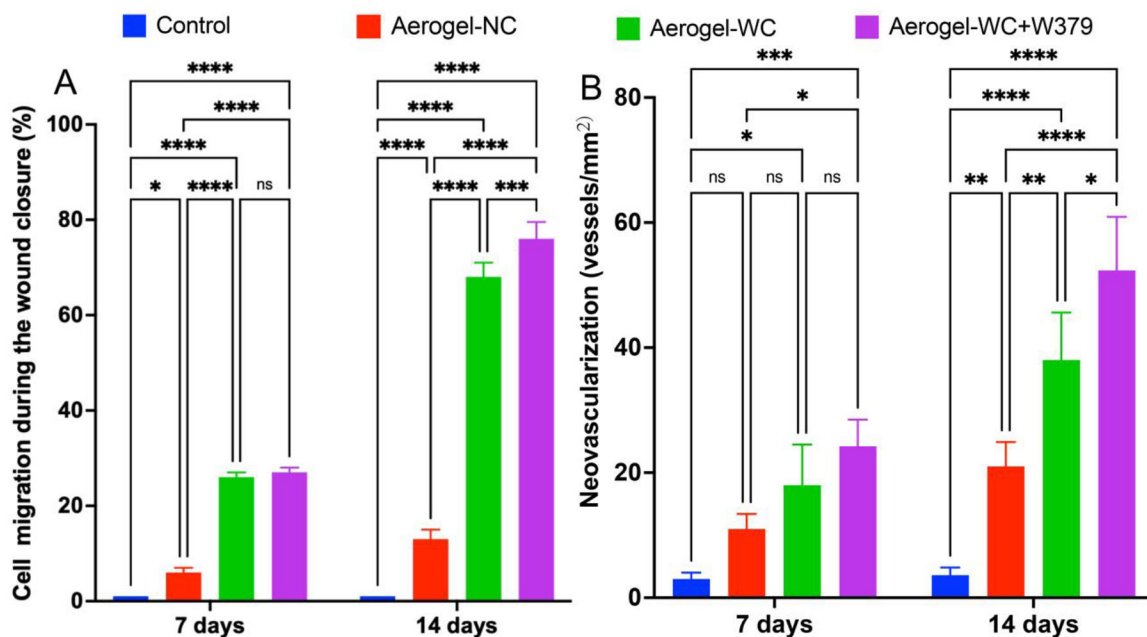 Control Aerogel-NC Aerogel-WC Aerogel-WC+W379
A
Cell migration during the wound closure (%)
100
80
60
40
20
0
**** ****
**** ****
**** **** ****
* **** ns **** ***
7 days 14 days
B
Neovascularization (vessels/mm²)
80
60
40
20
0
*** ****
* ****
* ****
ns ns ns ** ** *
7 days 14 days